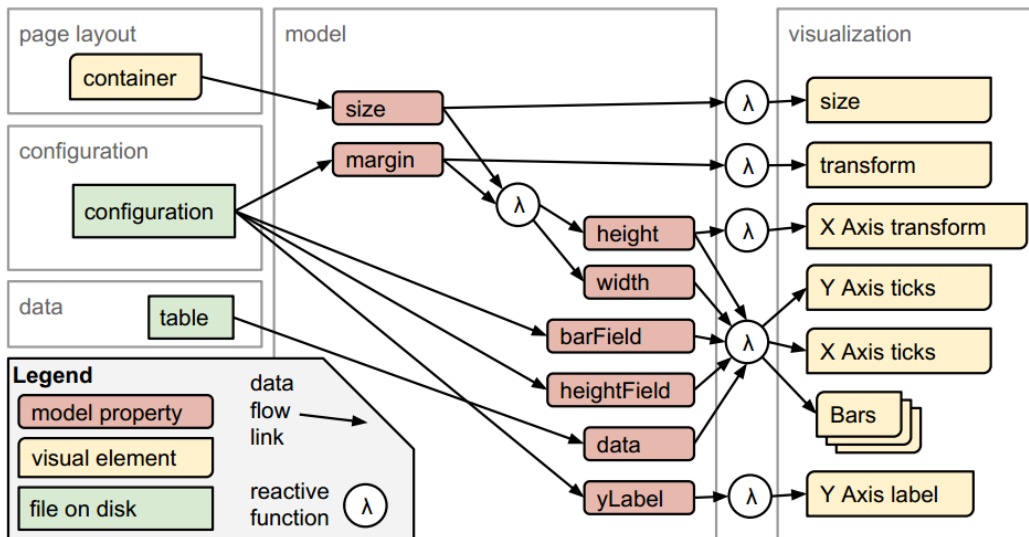 page layout
container
configuration
configuration
data
table
model
size
margin
λ
height
width
barField
heightField
data
yLabel
λ
λ
λ
λ
λ
visualization
size
transform
X Axis transform
Y Axis ticks
X Axis ticks
Bars
Y Axis label
Legend
model property
visual element
file on disk
data
flow
link
reactive
function
λ